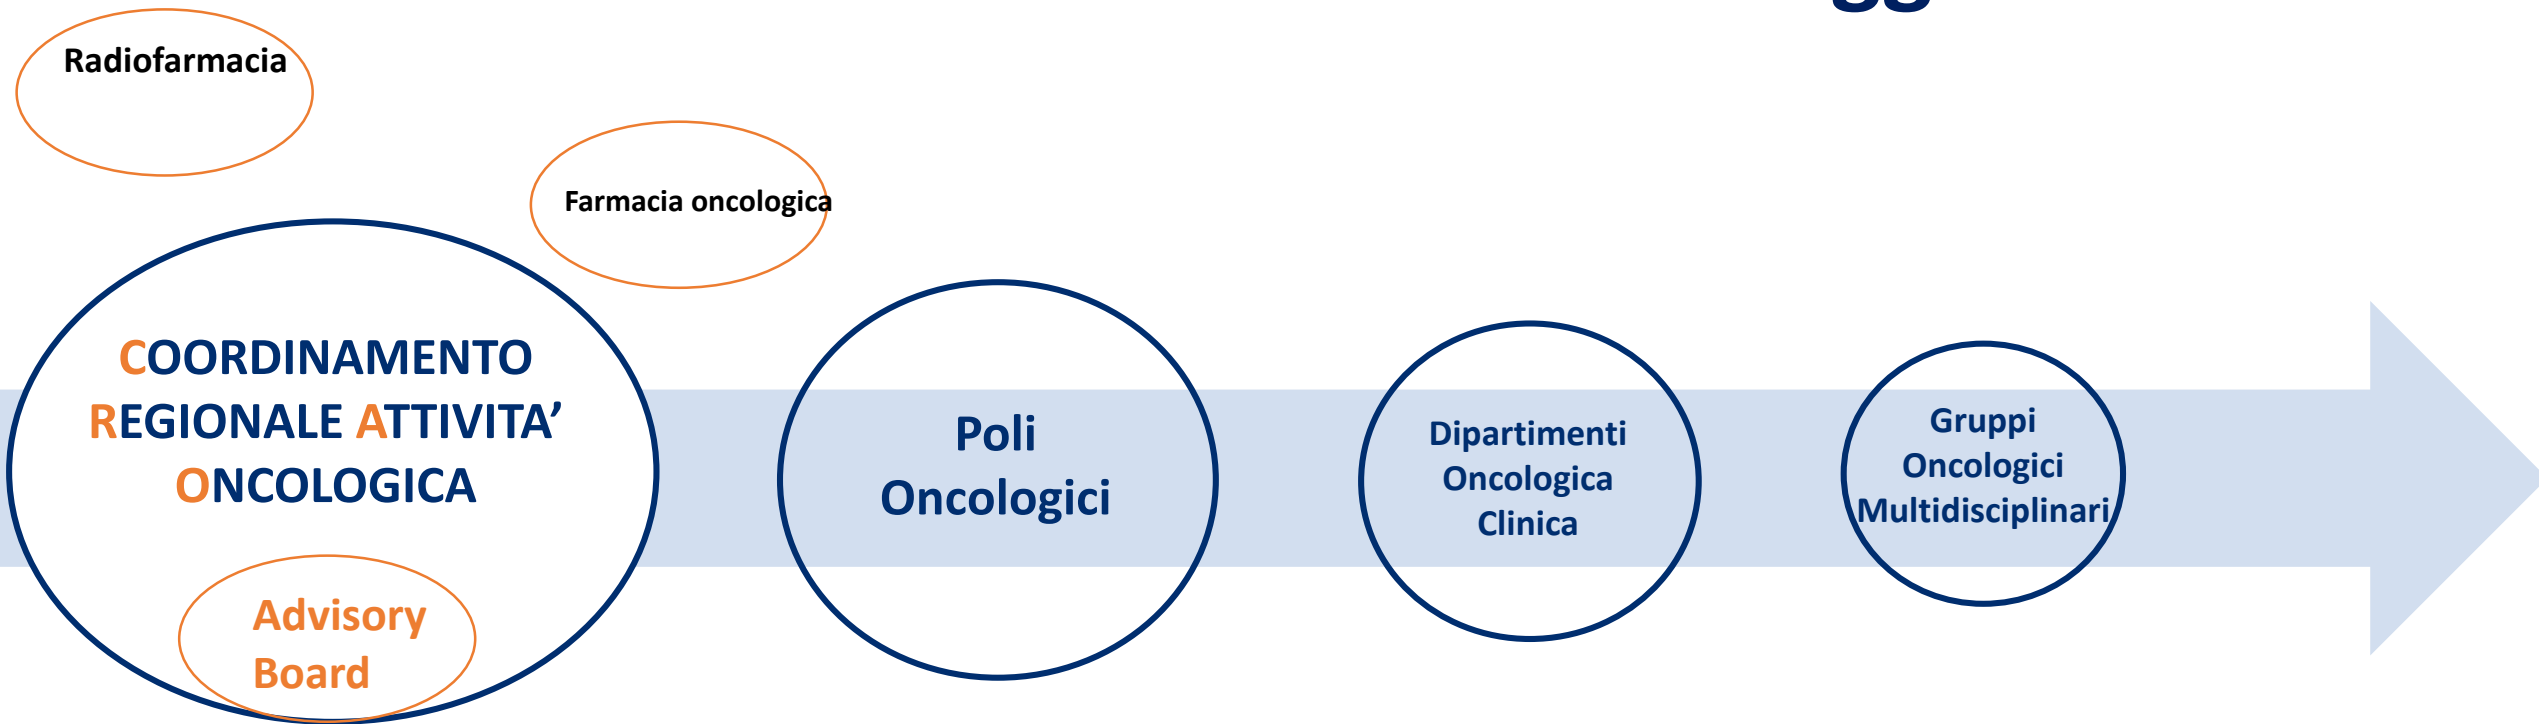 Radiofarmacia
Farmacia oncologica
COORDINAMENTO
REGIONALE ATTIVITA’
ONCOLOGICA
Advisory
Board
Poli
Oncologici
Dipartimenti
Oncologica
Clinica
Gruppi
Oncologici
Multidisciplinari